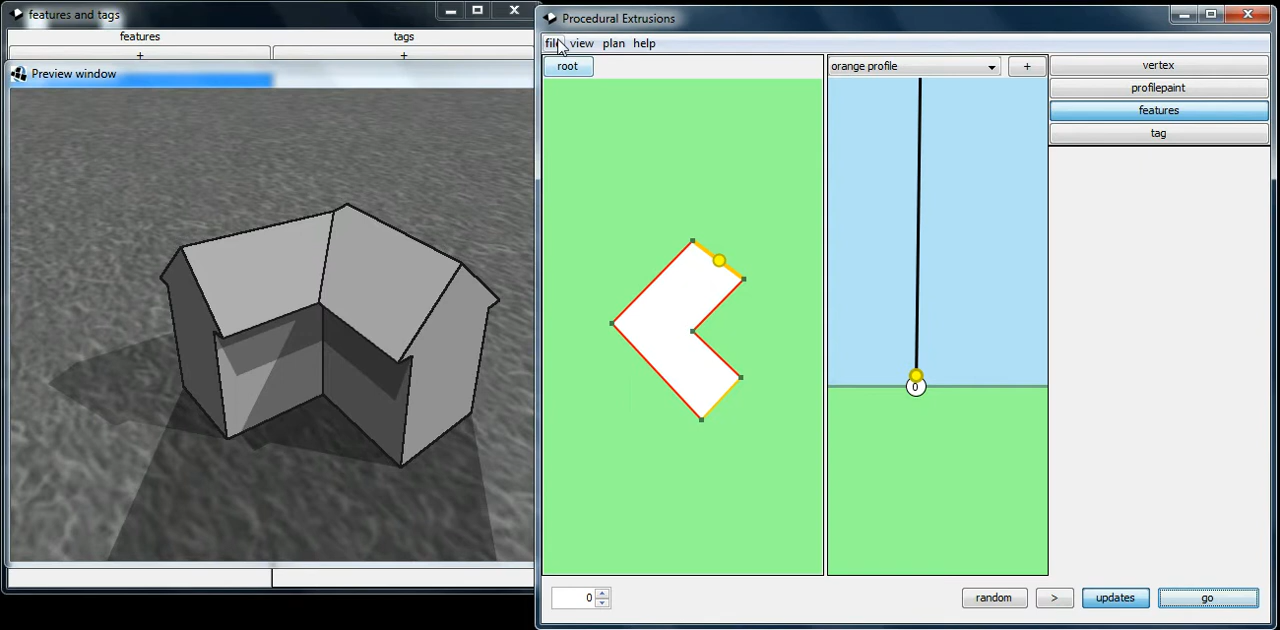 features and tags
features tags
+ +
Preview window
Procedural Extrusions
file view plan help
root
orange profile +
vertex
profilepaint
features
tag
0
0 random > updates go